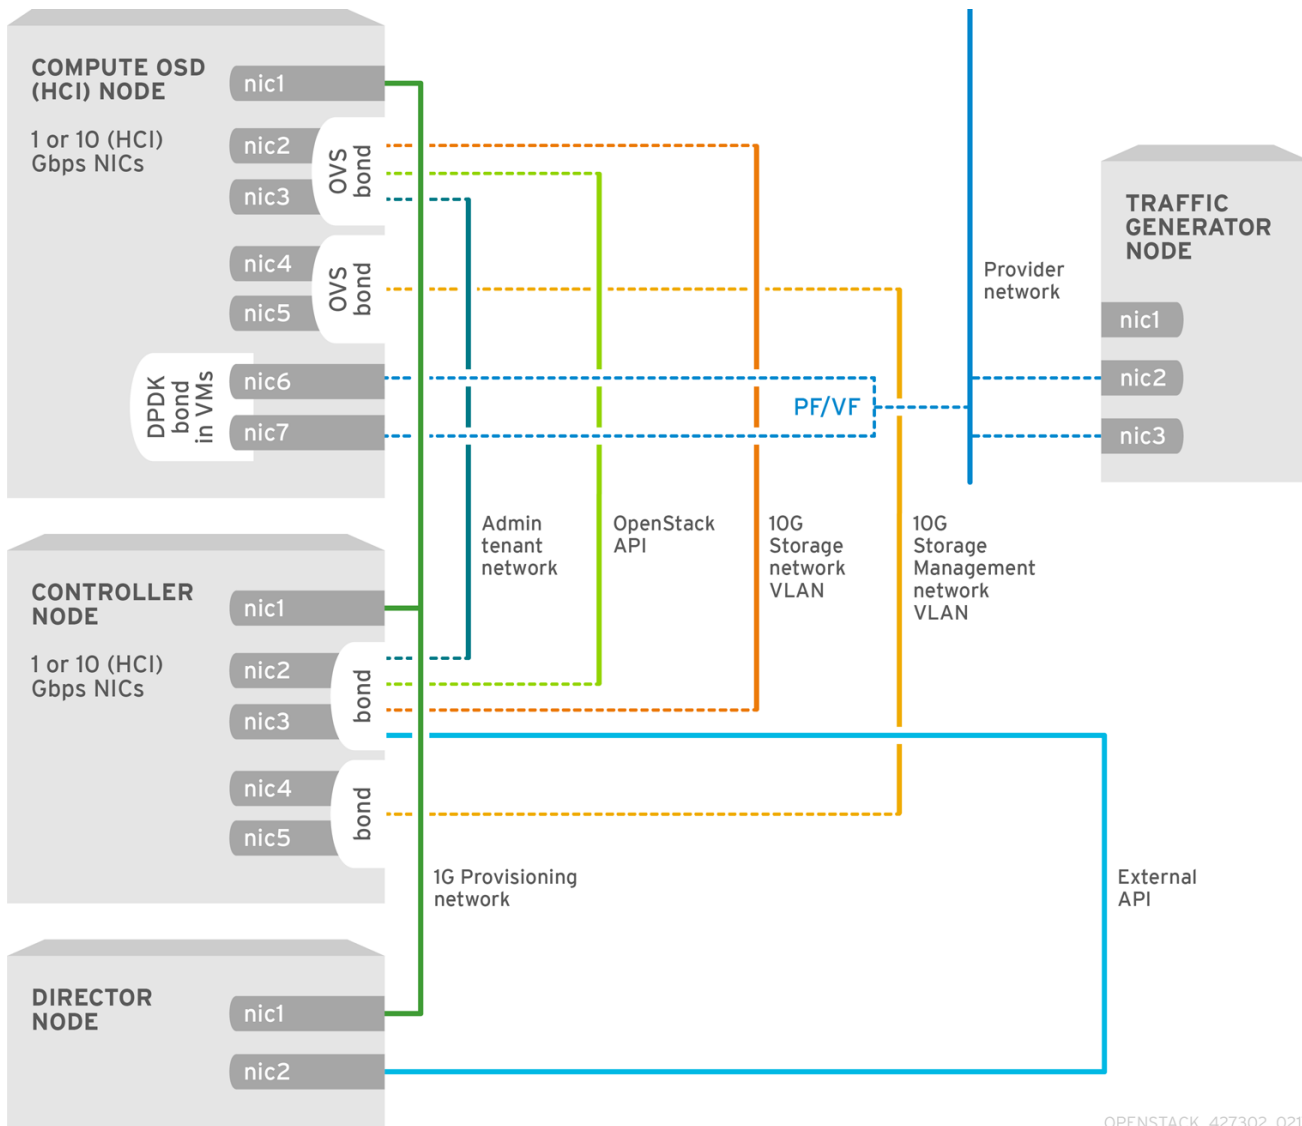 COMPUTE OSD
(HCI) NODE
1 or 10 (HCI)
Gbps NICs
nic1
nic2
nic3
OVS
bond
nic4
nic5
OVS
bond
nic6
nic7
DPDK
bond
in VMs
PF/VF
Provider
network
TRAFFIC
GENERATOR
NODE
nic1
nic2
nic3
Admin
tenant
network
OpenStack
API
10G
Storage
network
VLAN
10G
Storage
Management
network
VLAN
CONTROLLER
NODE
1 or 10 (HCI)
Gbps NICs
nic1
nic2
nic3
bond
nic4
nic5
bond
1G Provisioning
network
External
API
DIRECTOR
NODE
nic1
nic2
OPENSTACK_427302_021